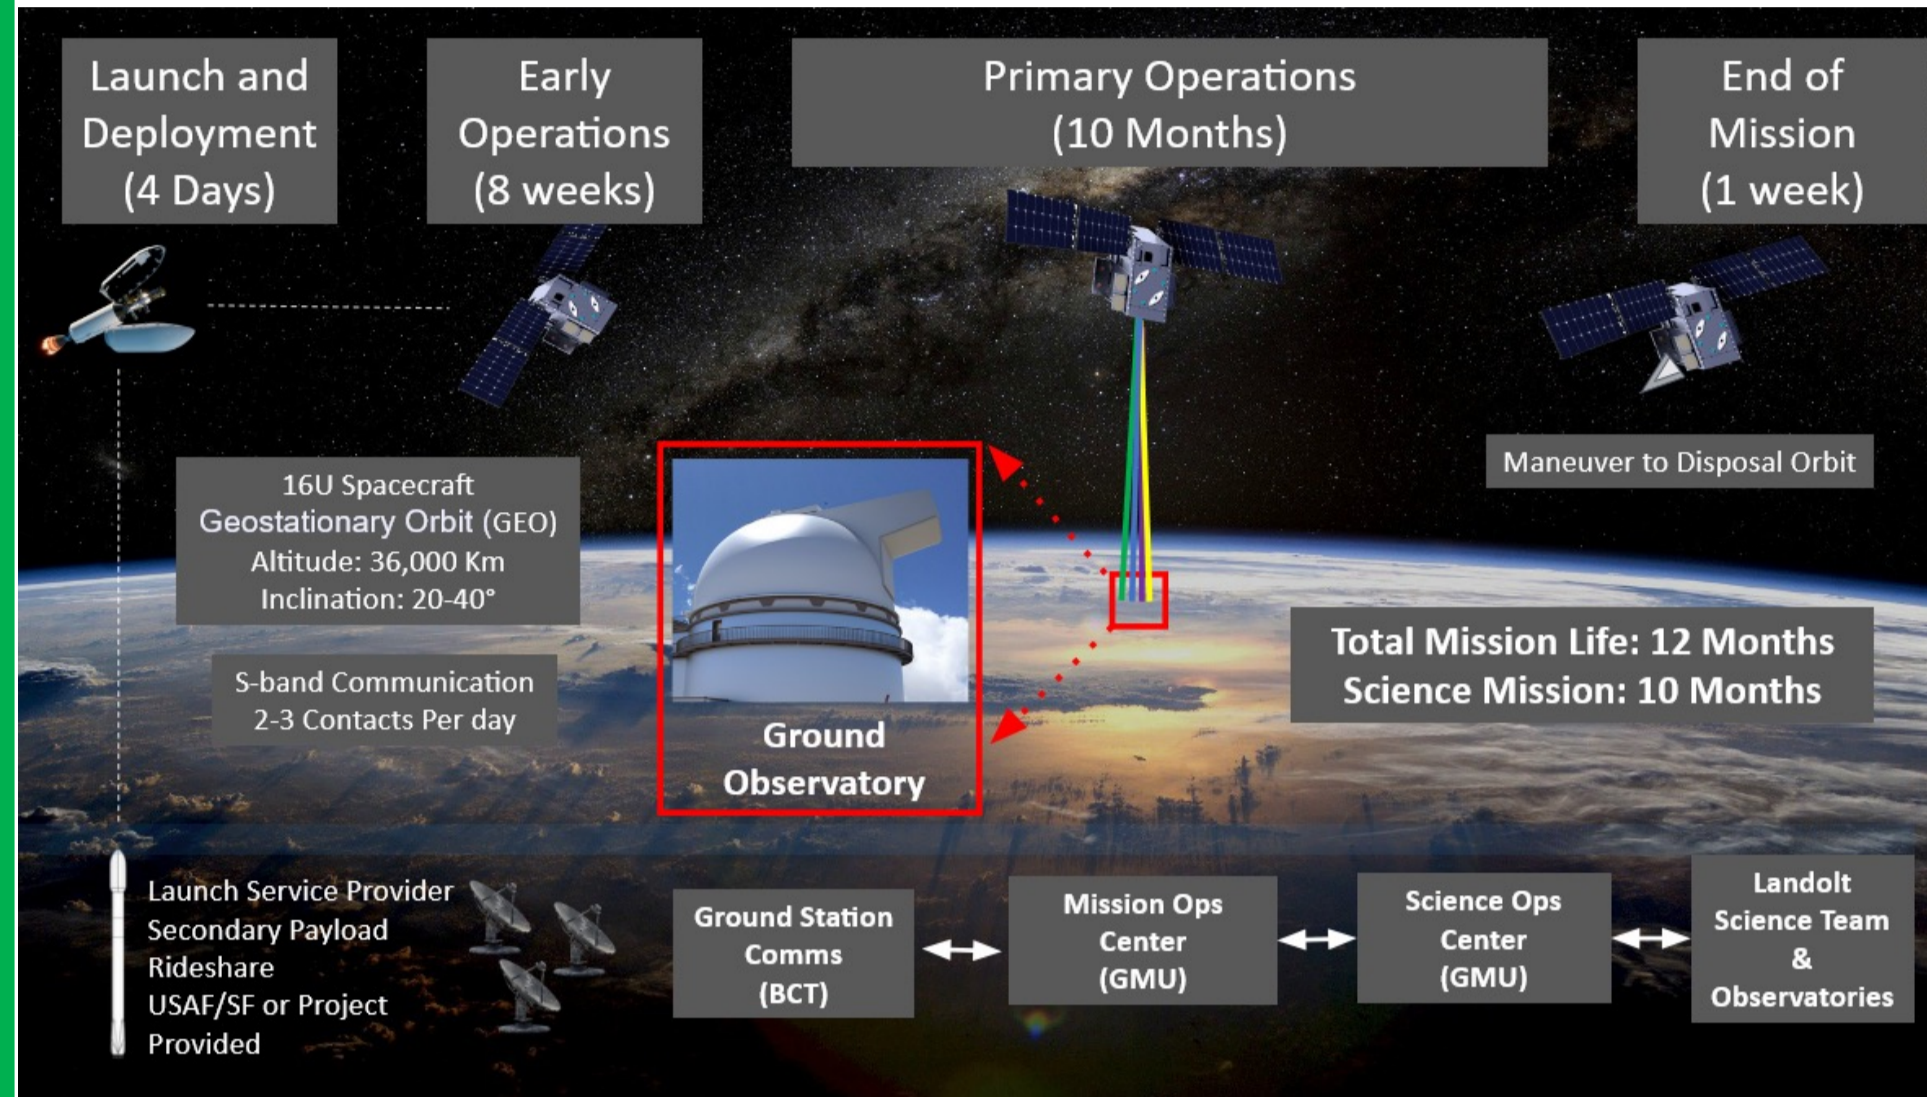 Launch and
Deployment
(4 Days)
Early
Operations
(8 weeks)
Primary Operations
(10 Months)
End of
Mission
(1 week)
Maneuver to Disposal Orbit
16U Spacecraft
Geostationary Orbit (GEO)
Altitude: 36,000 Km
Inclination: 20-40°
S-band Communication
2-3 Contacts Per day
Ground
Observatory
Total Mission Life: 12 Months
Science Mission: 10 Months
Launch Service Provider
Secondary Payload
Rideshare
USAF/SF or Project
Provided
Ground Station
Comms
(BCT)
Mission Ops
Center
(GMU)
Science Ops
Center
(GMU)
Landolt
Science Team
&
Observatories